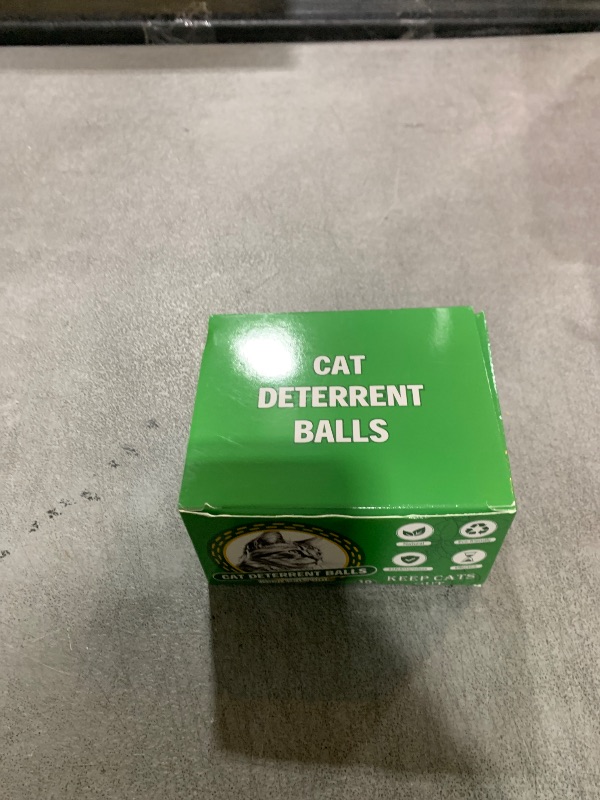 CAT
DETERRENT
BALLS
CAT DETERRENT BALLS
KEEP CATS